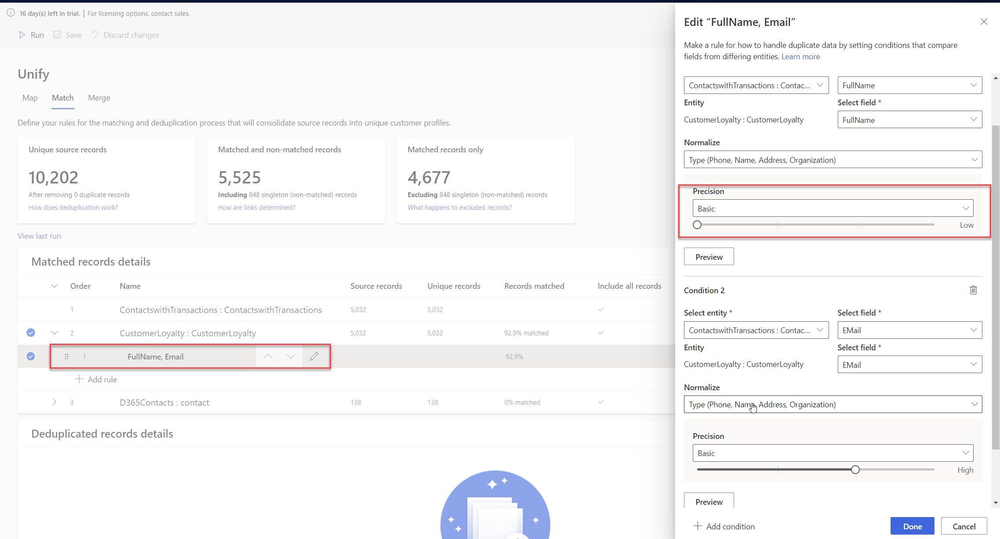 16 day(s) left in trial. | For licensing options, contact sales.
Run Save Discard changes
Unify
Map Match Merge
Define your rules for the matching and deduplication process that will consolidate source records into unique customer profiles.
Unique source records
10,202
After removing 0 duplicate records
How does deduplication work?
Matched and non-matched records
5,525
Including 848 singleton (non-matched) records
How are links determined?
Matched records only
4,677
Excluding 848 singleton (non-matched) records
What happens to excluded records?
View last run
Matched records details
Order Name Source records Unique records Records matched Include all records
1 ContactswithTransactions : ContactswithTransactions 5,032 5,032
2 CustomerLoyalty : CustomerLoyalty 5,032 5,032 92.9% matched
1 FullName, Email 92.9%
Add rule
3 D365Contacts : contact 138 138 0% matched
Deduplicated records details
Edit “FullName, Email”
Make a rule for how to handle duplicate data by setting conditions that compare
fields from differing entities. Learn more
ContactswithTransactions : Contac... FullName
Entity Select field *
CustomerLoyalty : CustomerLoyalty FullName
Normalize
Type (Phone, Name, Address, Organization)
Precision
Basic
Low
Preview
Condition 2
Select entity * Select field *
ContactswithTransactions : Contac... EMail
Entity Select field *
CustomerLoyalty : CustomerLoyalty EMail
Normalize
Type (Phone, Name, Address, Organization)
Precision
Basic
High
Preview
Add condition Done Cancel